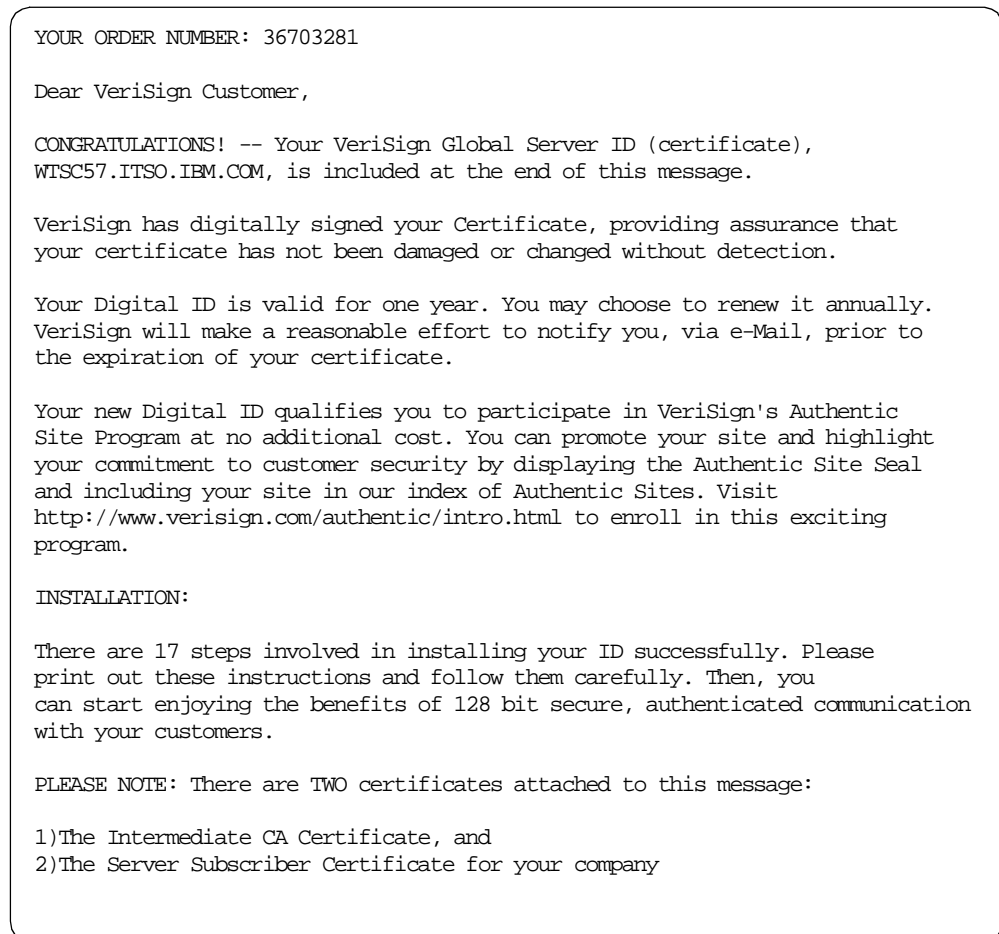 YOUR ORDER NUMBER: 36703281
Dear VeriSign Customer,
CONGRATULATIONS! -- Your VeriSign Global Server ID (certificate),
WTSC57.ITSO.IBM.COM, is included at the end of this message.
VeriSign has digitally signed your Certificate, providing assurance that
your certificate has not been damaged or changed without detection.
Your Digital ID is valid for one year. You may choose to renew it annually.
VeriSign will make a reasonable effort to notify you, via e-Mail, prior to
the expiration of your certificate.
Your new Digital ID qualifies you to participate in VeriSign's Authentic
Site Program at no additional cost. You can promote your site and highlight
your commitment to customer security by displaying the Authentic Site Seal
and including your site in our index of Authentic Sites. Visit
http://www.verisign.com/authentic/intro.html to enroll in this exciting
program.
INSTALLATION:
There are 17 steps involved in installing your ID successfully. Please
print out these instructions and follow them carefully. Then, you
can start enjoying the benefits of 128 bit secure, authenticated communication
with your customers.
PLEASE NOTE: There are TWO certificates attached to this message:
1)The Intermediate CA Certificate, and
2)The Server Subscriber Certificate for your company